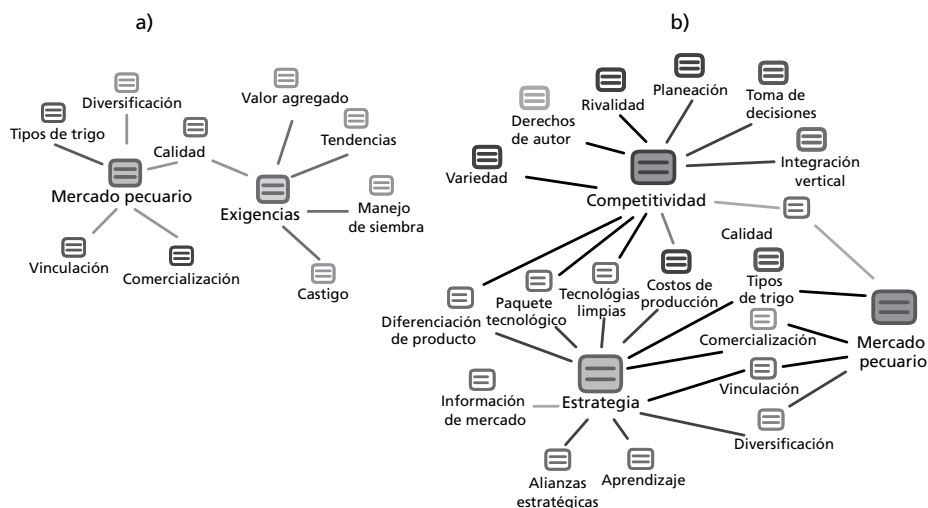 a)
Diversificación
Tipos de trigo
Calidad
Mercado pecuario
Vinculación
Comercialización
Valor agregado
Tendencias
Exigencias
Manejo
de siembra
Castigo
b)
Derechos
de autor
Rivalidad
Planeación
Toma de
decisiones
Integración
vertical
Variedad
Competitividad
Calidad
Diferenciación
de producto
Paquete
tecnológico
Tecnológias
limpias
Costos de
producción
Tipos
de trigo
Comercialización
Mercado
pecuario
Vinculación
Diversificación
Información
de mercado
Estrategia
Alianzas
estratégicas
Aprendizaje